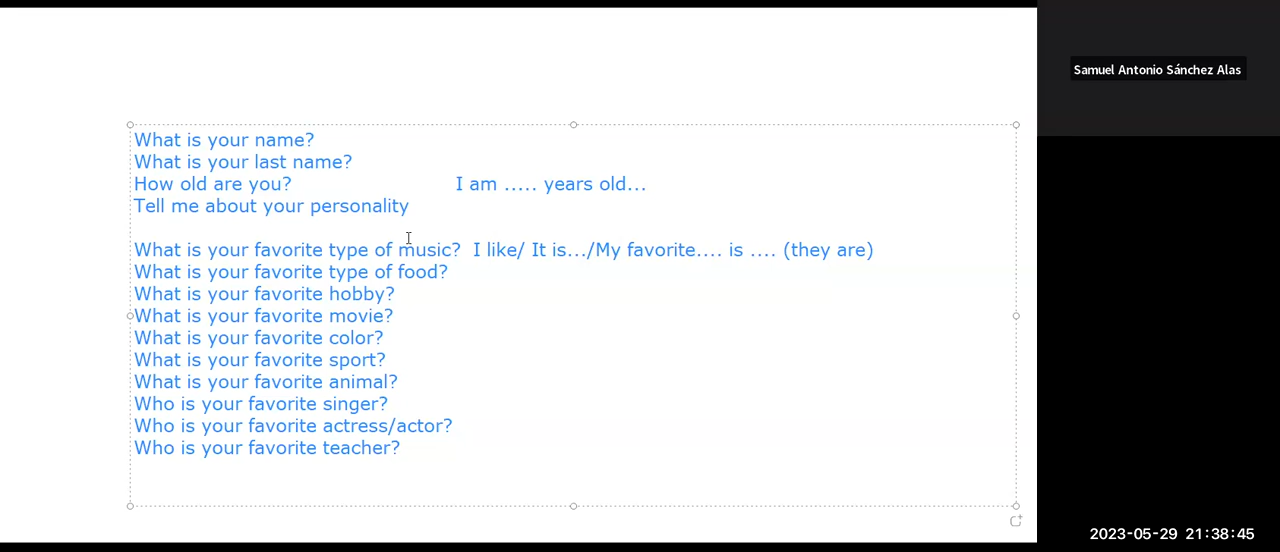 Samuel Antonio Sánchez Alas
What is your name?
What is your last name?
How old are you? I am ..... years old...
Tell me about your personality
What is your favorite type of music? I like/ It is.../My favorite.... is .... (they are)
What is your favorite type of food?
What is your favorite hobby?
What is your favorite movie?
What is your favorite color?
What is your favorite sport?
What is your favorite animal?
Who is your favorite singer?
Who is your favorite actress/actor?
Who is your favorite teacher?
2023-05-29 21:38:45